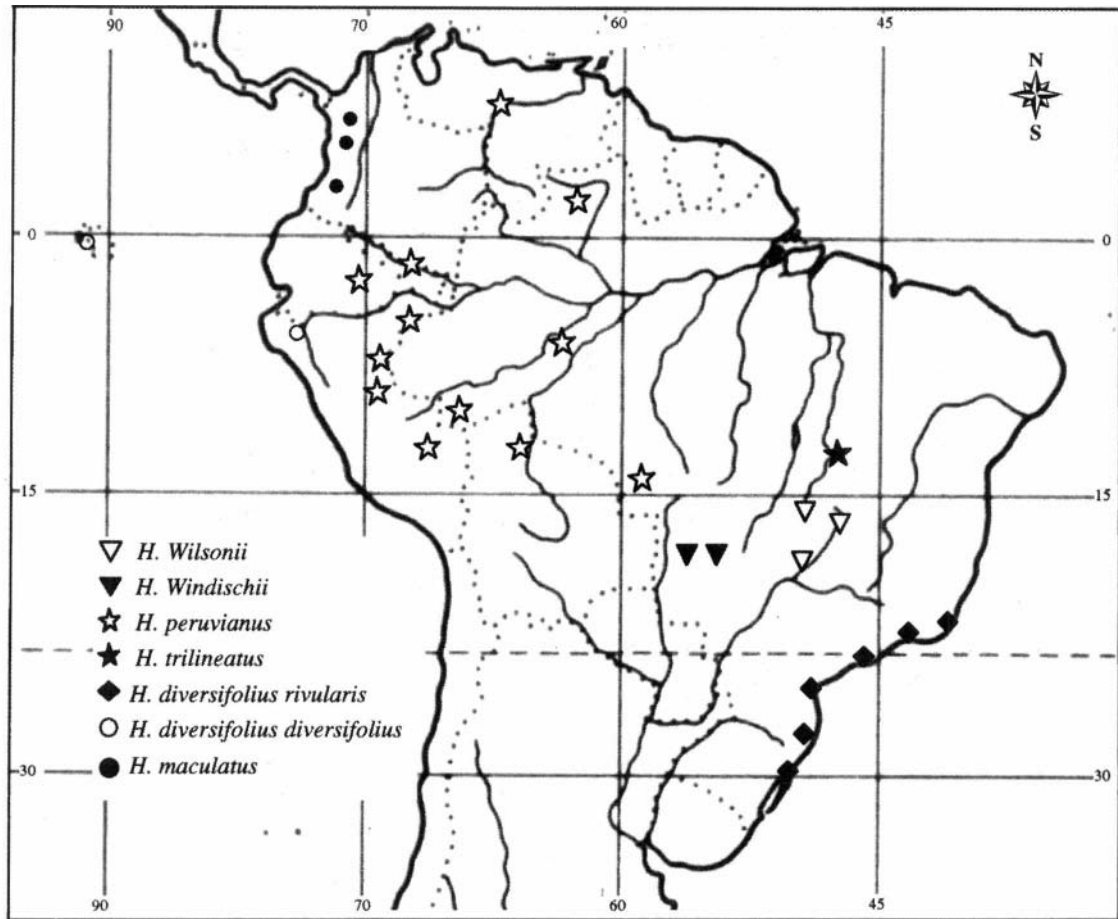 90 70 60 45
N
S
0 0
15 15
H. Wilsonii
H. Windischii
H. peruvianus
H. trilineatus
H. diversifolius rivularis
H. diversifolius diversifolius
H. maculatus
30 30
90 70 60 45